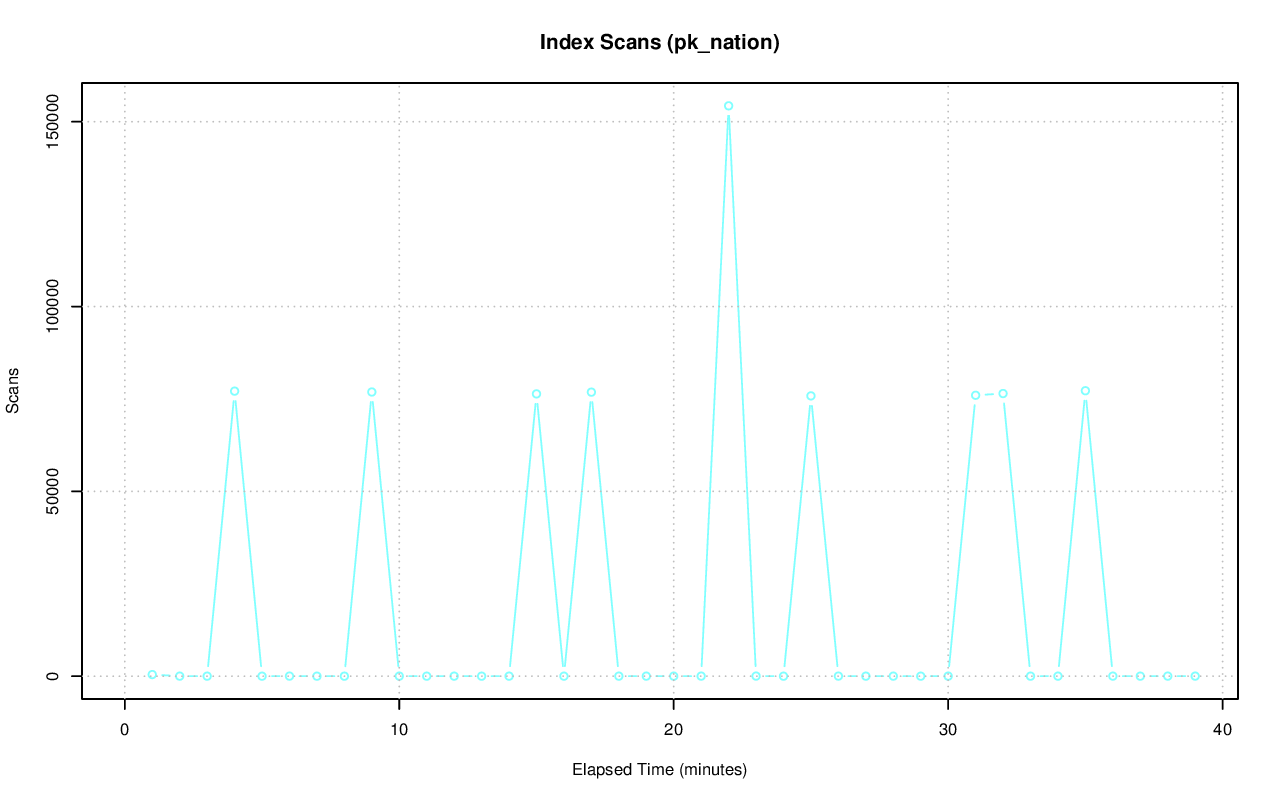 Index Scans (pk_nation)
Scans
150000
100000
50000
0
0 10 20 30 40
Elapsed Time (minutes)